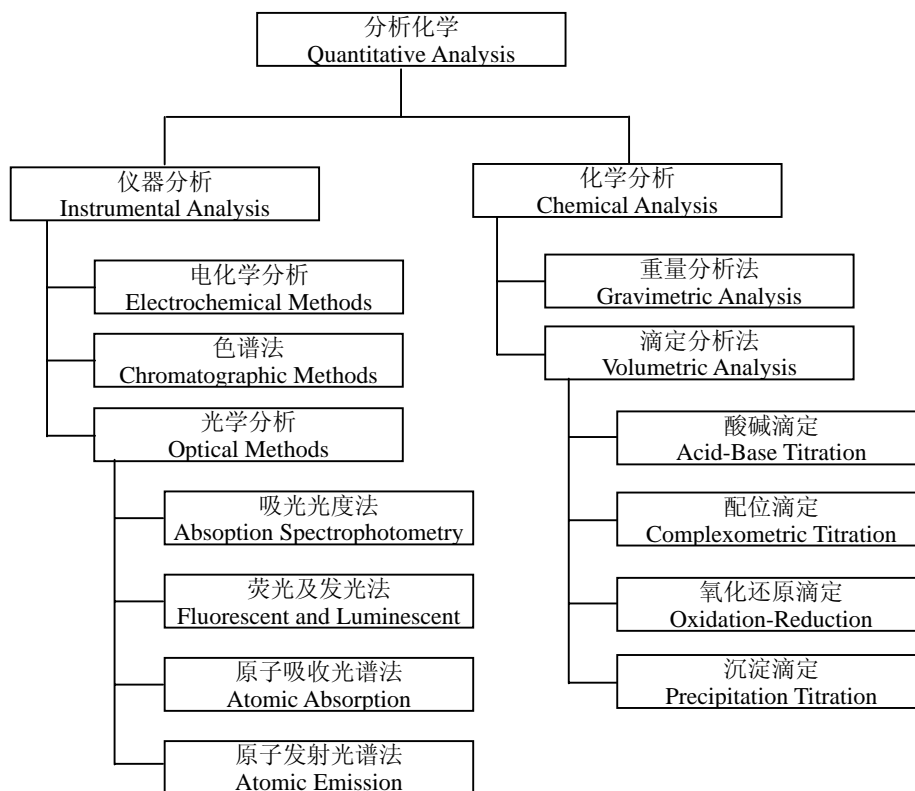 分析化学
Quantitative Analysis
仪器分析
Instrumental Analysis
电化学分析
Electrochemical Methods
色谱法
Chromatographic Methods
光学分析
Optical Methods
吸光光度法
Absoption Spectrophotometry
荧光及发光法
Fluorescent and Luminescent
原子吸收光谱法
Atomic Absorption
原子发射光谱法
Atomic Emission
化学分析
Chemical Analysis
重量分析法
Gravimetric Analysis
滴定分析法
Volumetric Analysis
酸碱滴定
Acid-Base Titration
配位滴定
Complexometric Titration
氧化还原滴定
Oxidation-Reduction
沉淀滴定
Precipitation Titration